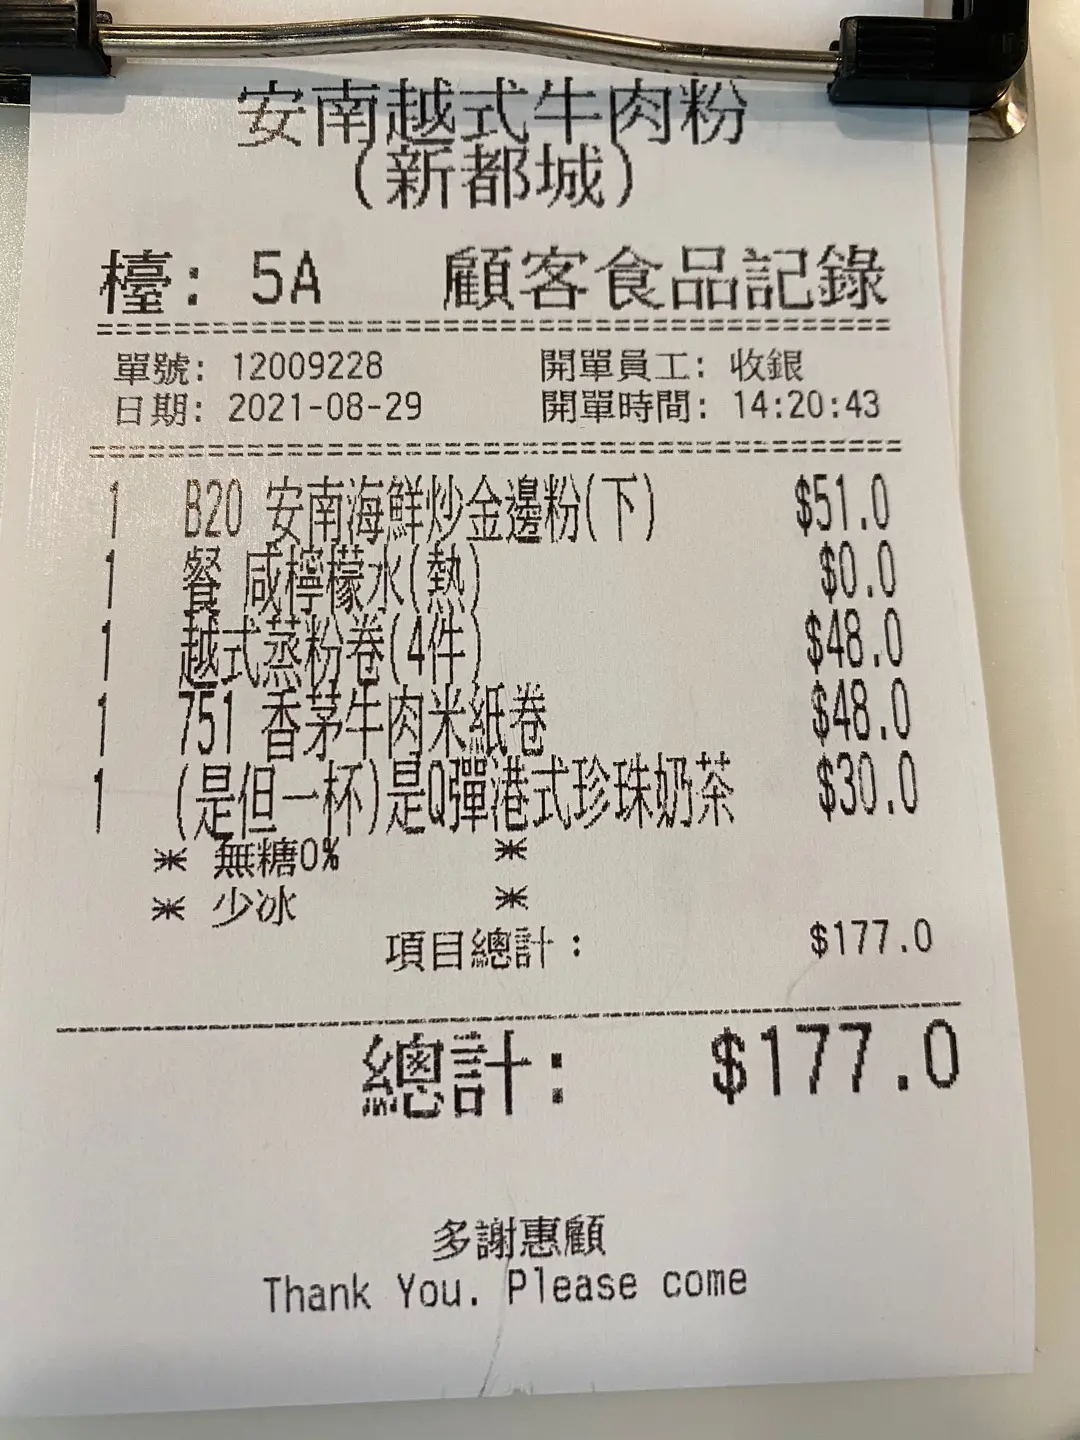 安南越式牛肉粉
(新都城)
檯: 5A 顧客食品記錄
單號: 12009228 開單員工: 收銀
日期: 2021-08-29 開單時間: 14:20:43
1 B20 安南海鮮炒金邊粉(下) $51.0
1 餐 咸檸檬水(熱) $0.0
1 越式蒸粉卷(4件) $48.0
1 751 香茅牛肉米紙卷 $48.0
1 (是但一杯)是Q彈港式珍珠奶茶 $30.0
* 無糖0% *
* 少冰 *
項目總計: $177.0
總計: $177.0
多謝惠顧
Thank You. Please come